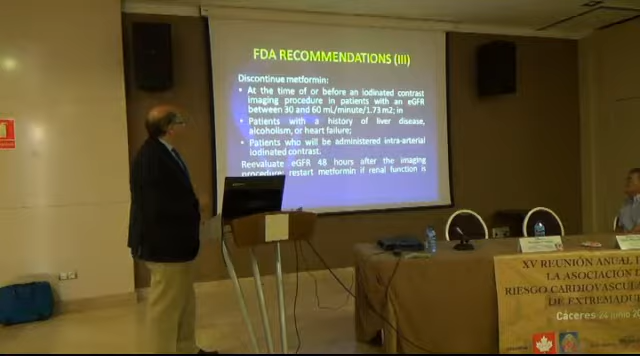 FDA RECOMMENDATIONS (III)
Discontinue metformin:
• At the time of or before an iodinated contrast
imaging procedure in patients with an eGFR
between 30 and 60 mL/minute/1.73 m2; in
• Patients with a history of liver disease,
alcoholism, or heart failure;
• Patients who will be administered intra-arterial
iodinated contrast.
Reevaluate eGFR 48 hours after the imaging
procedure; restart metformin if renal function is
XV REUNIÓN ANUAL
LA ASOCIACIÓN
RIESGO CARDIOVASCULA
DE EXTREMADU
Cáceres 24 junio 20